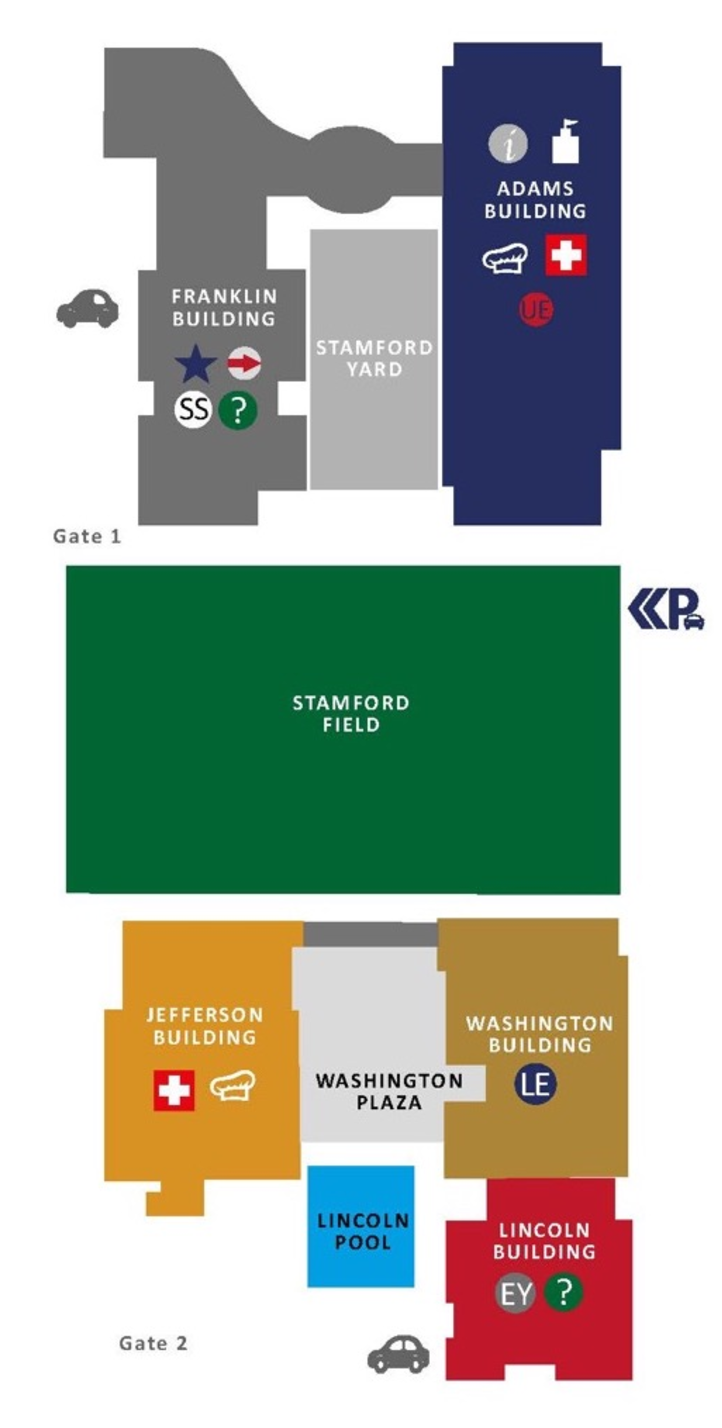 i
ADAMS
BUILDING
UE
FRANKLIN
BUILDING
SS
?
STAMFORD
YARD
Gate 1
P
STAMFORD
FIELD
JEFFERSON
BUILDING
WASHINGTON
BUILDING
LE
WASHINGTON
PLAZA
LINCOLN
POOL
LINCOLN
BUILDING
EY
?
Gate 2